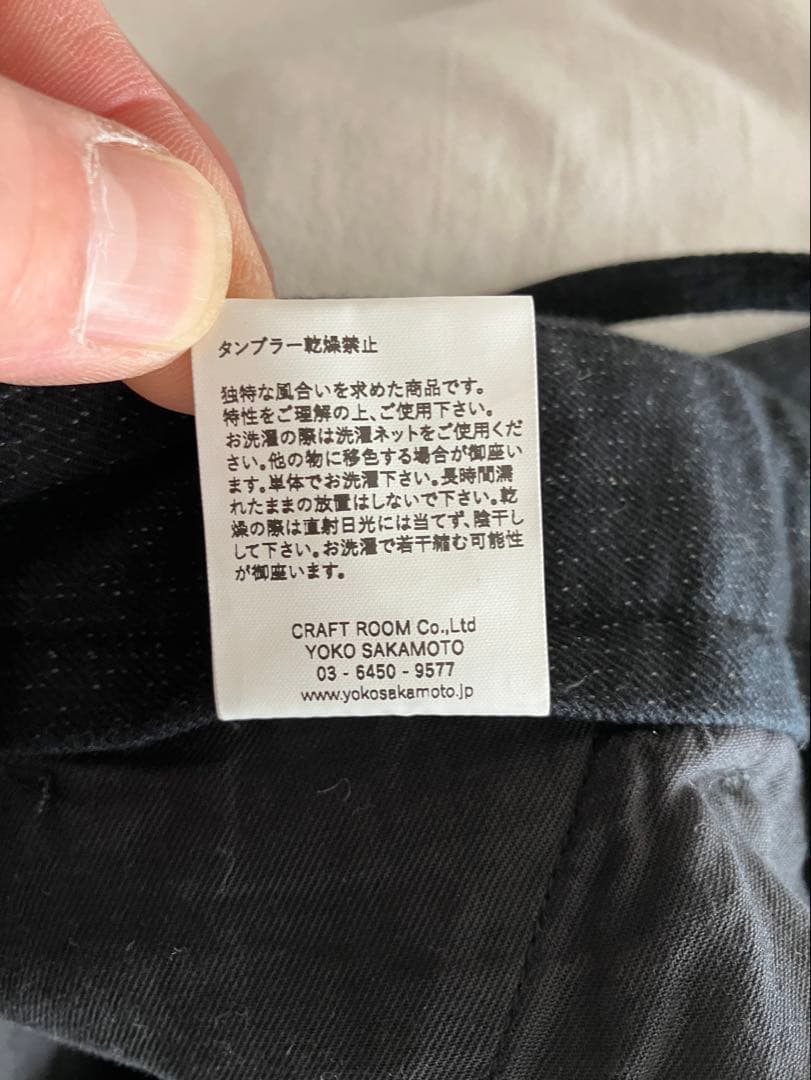 タンブラー乾燥禁止
独特な風合いを求めた商品です。
特性をご理解の上、ご使用下さい。
お洗濯の際は洗濯ネットをご使用くだ
さい。他の物に移色する場合が御座い
ます。単体でお洗濯下さい。長時間濡
れたままの放置はしないで下さい。乾
燥の際は直射日光には当てず、陰干し
して下さい。お洗濯で若干縮む可能性
が御座います。
CRAFT ROOM Co.,Ltd
YOKO SAKAMOTO
03 - 6450 - 9577
www.yokosakamoto.jp